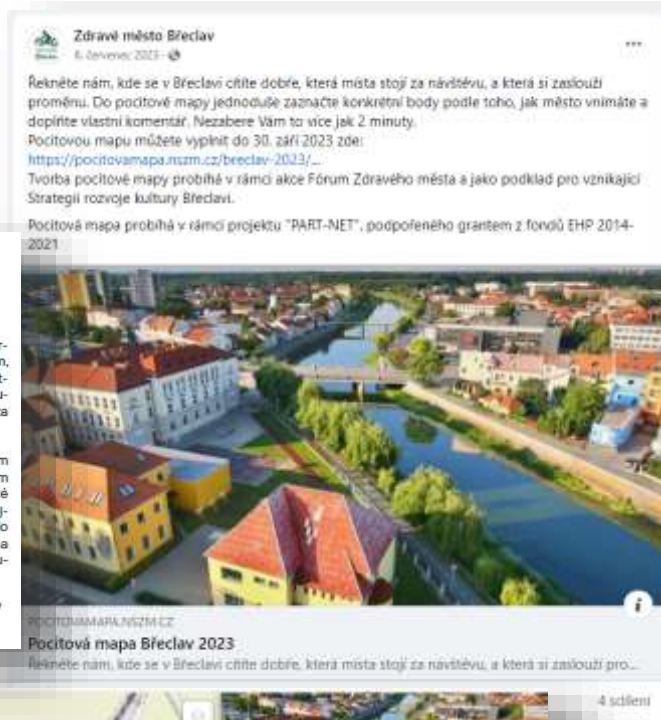 Zdravé město Břeclav
6. červenec 2023 ·
Řekněte nám, kde se v Břeclavi cítíte dobře, která místa stojí za návštěvu, a která si zaslouží
proměnu. Do pocitové mapy jednoduše zaznačte konkrétní body podle toho, jak město vnímáte a
doplňte vlastní komentář. Nezabere Vám to více jak 2 minuty.
Pocitovou mapu můžete vyplnit do 30. září 2023 zde:
https://pocitovamapa.nszm.cz/breclav-2023/...
Tvorba pocitové mapy probíhá v rámci akce Fórum Zdravého města a jako podklad pro vznikající
Strategii rozvoje kultury Břeclavi.
Pocitová mapa probíhá v rámci projektu "PART-NET", podpořeného grantem z fondů EHP 2014-
2021
POCITOVAMAPA.NSZM.CZ
Pocitová mapa Břeclav 2023
Řekněte nám, kde se v Břeclavi cítíte dobře, která místa stojí za návštěvu, a která si zaslouží pro...
4 sdílení